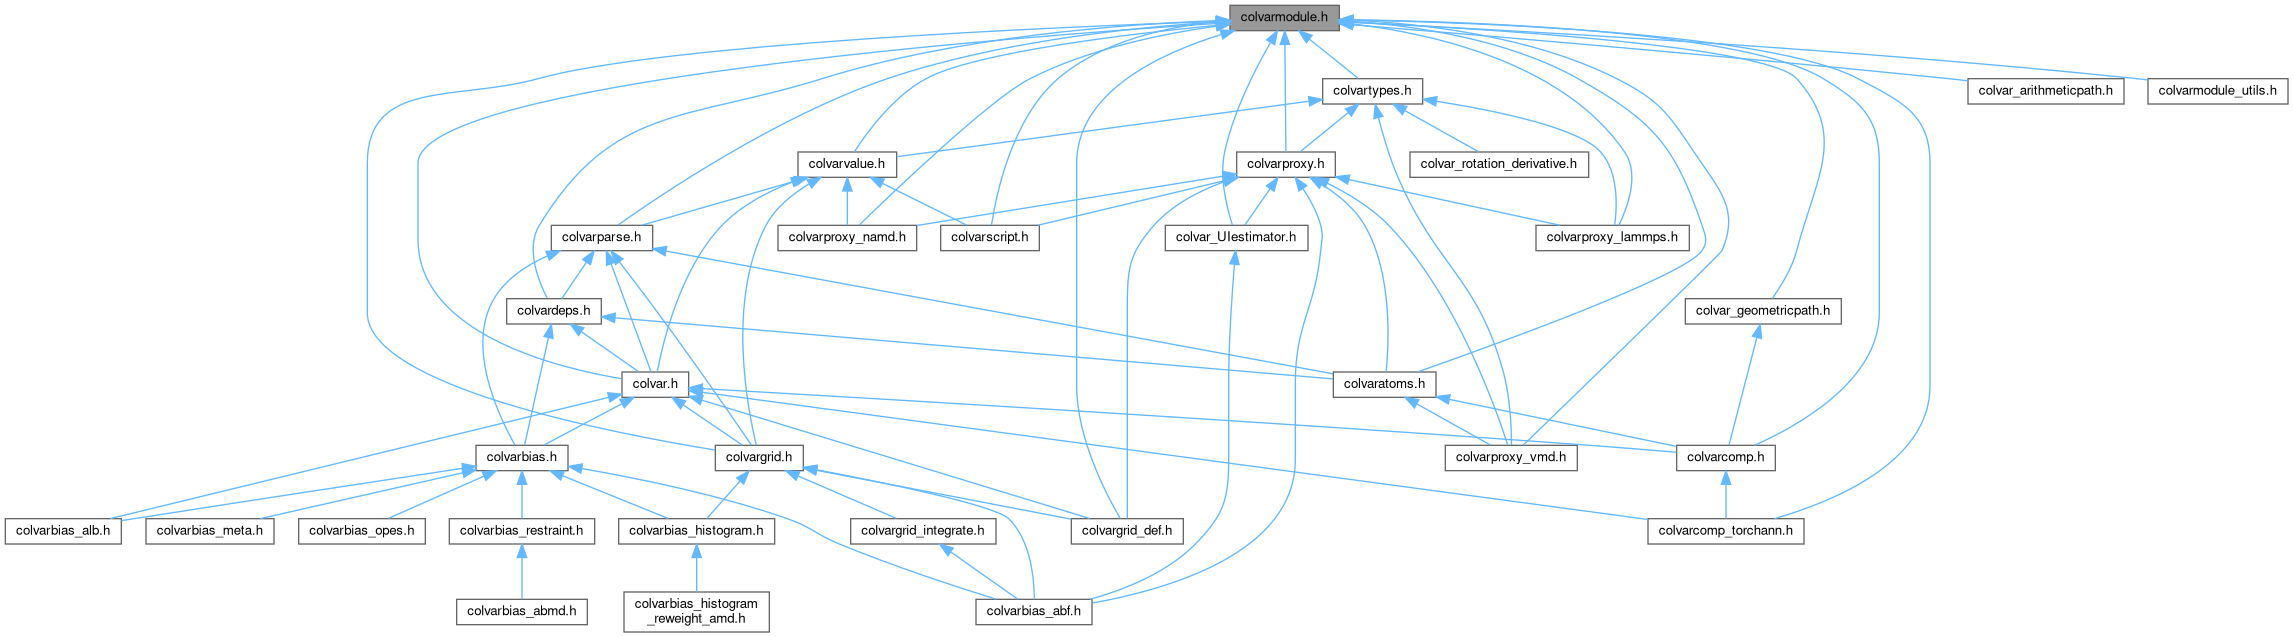 colvarmodule.h
colvartypes.h
colvar_arithmeticpath.h
colvarmodule_utils.h
colvarvalue.h
colvarproxy.h
colvar_rotation_derivative.h
colvarparse.h
colvarproxy_namd.h
colvarscript.h
colvar_UIestimator.h
colvarproxy_lammps.h
colvardeps.h
colvar_geometricpath.h
colvar.h
colvaratoms.h
colvarbias.h
colvargrid.h
colvarproxy_vmd.h
colvarcomp.h
colvarbias_alb.h
colvarbias_meta.h
colvarbias_opes.h
colvarbias_restraint.h
colvarbias_histogram.h
colvargrid_integrate.h
colvargrid_def.h
colvarcomp_torchann.h
colvarbias_abmd.h
colvarbias_histogram
_reweight_amd.h
colvarbias_abf.h